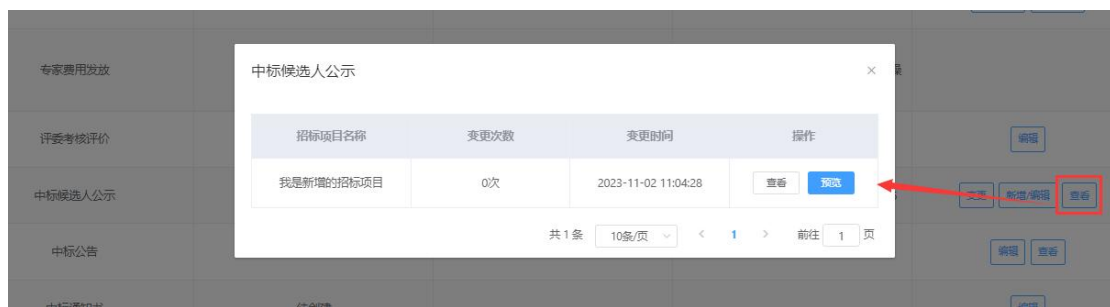 专家费用发放
中标候选人公示
评委考核评价
招标项目名称 变更次数 变更时间 操作
编辑
我是新增的招标项目 0次 2023-11-02 11:04:28 查看 预览
中标候选人公示
变更 新增/编辑 查看
共 1 条 10条/页 1 前往 1 页
中标公告
编辑 查看